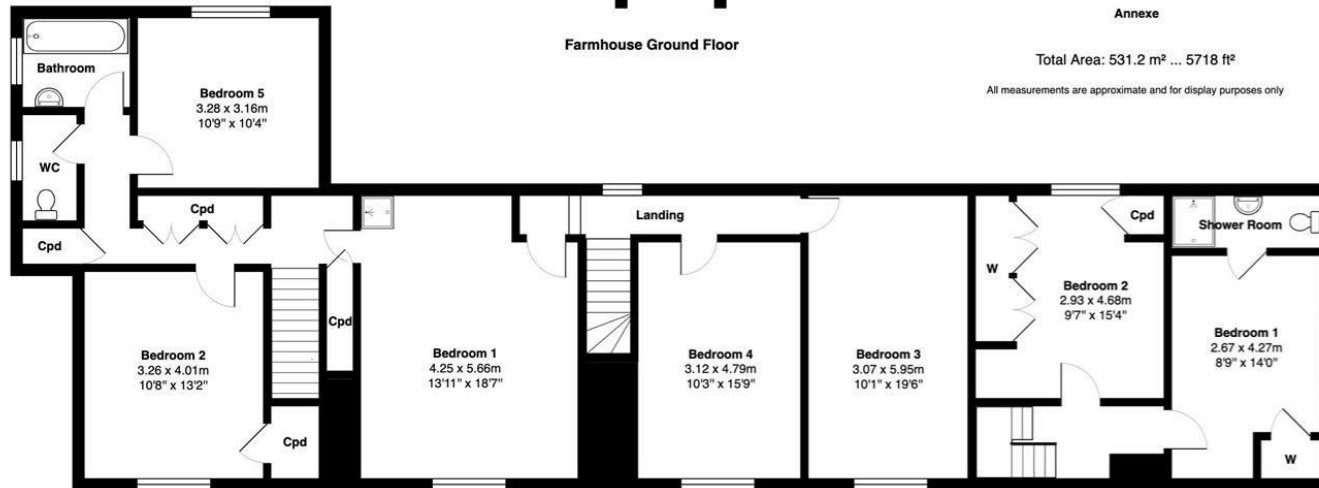 Farmhouse Ground Floor
Annexe
Total Area: 531.2 m² ... 5718 ft²
All measurements are approximate and for display purposes only
Bathroom
Bedroom 5
3.28 x 3.16m
10'9" x 10'4"
WC
Cpd
Cpd
Landing
Cpd
Shower Room
W
Bedroom 2
2.93 x 4.68m
9'7" x 15'4"
Cpd
Bedroom 2
3.26 x 4.01m
10'8" x 13'2"
Bedroom 1
4.25 x 5.66m
13'11" x 18'7"
Bedroom 4
3.12 x 4.79m
10'3" x 15'9"
Bedroom 3
3.07 x 5.95m
10'1" x 19'6"
Bedroom 1
2.67 x 4.27m
8'9" x 14'0"
Cpd
W